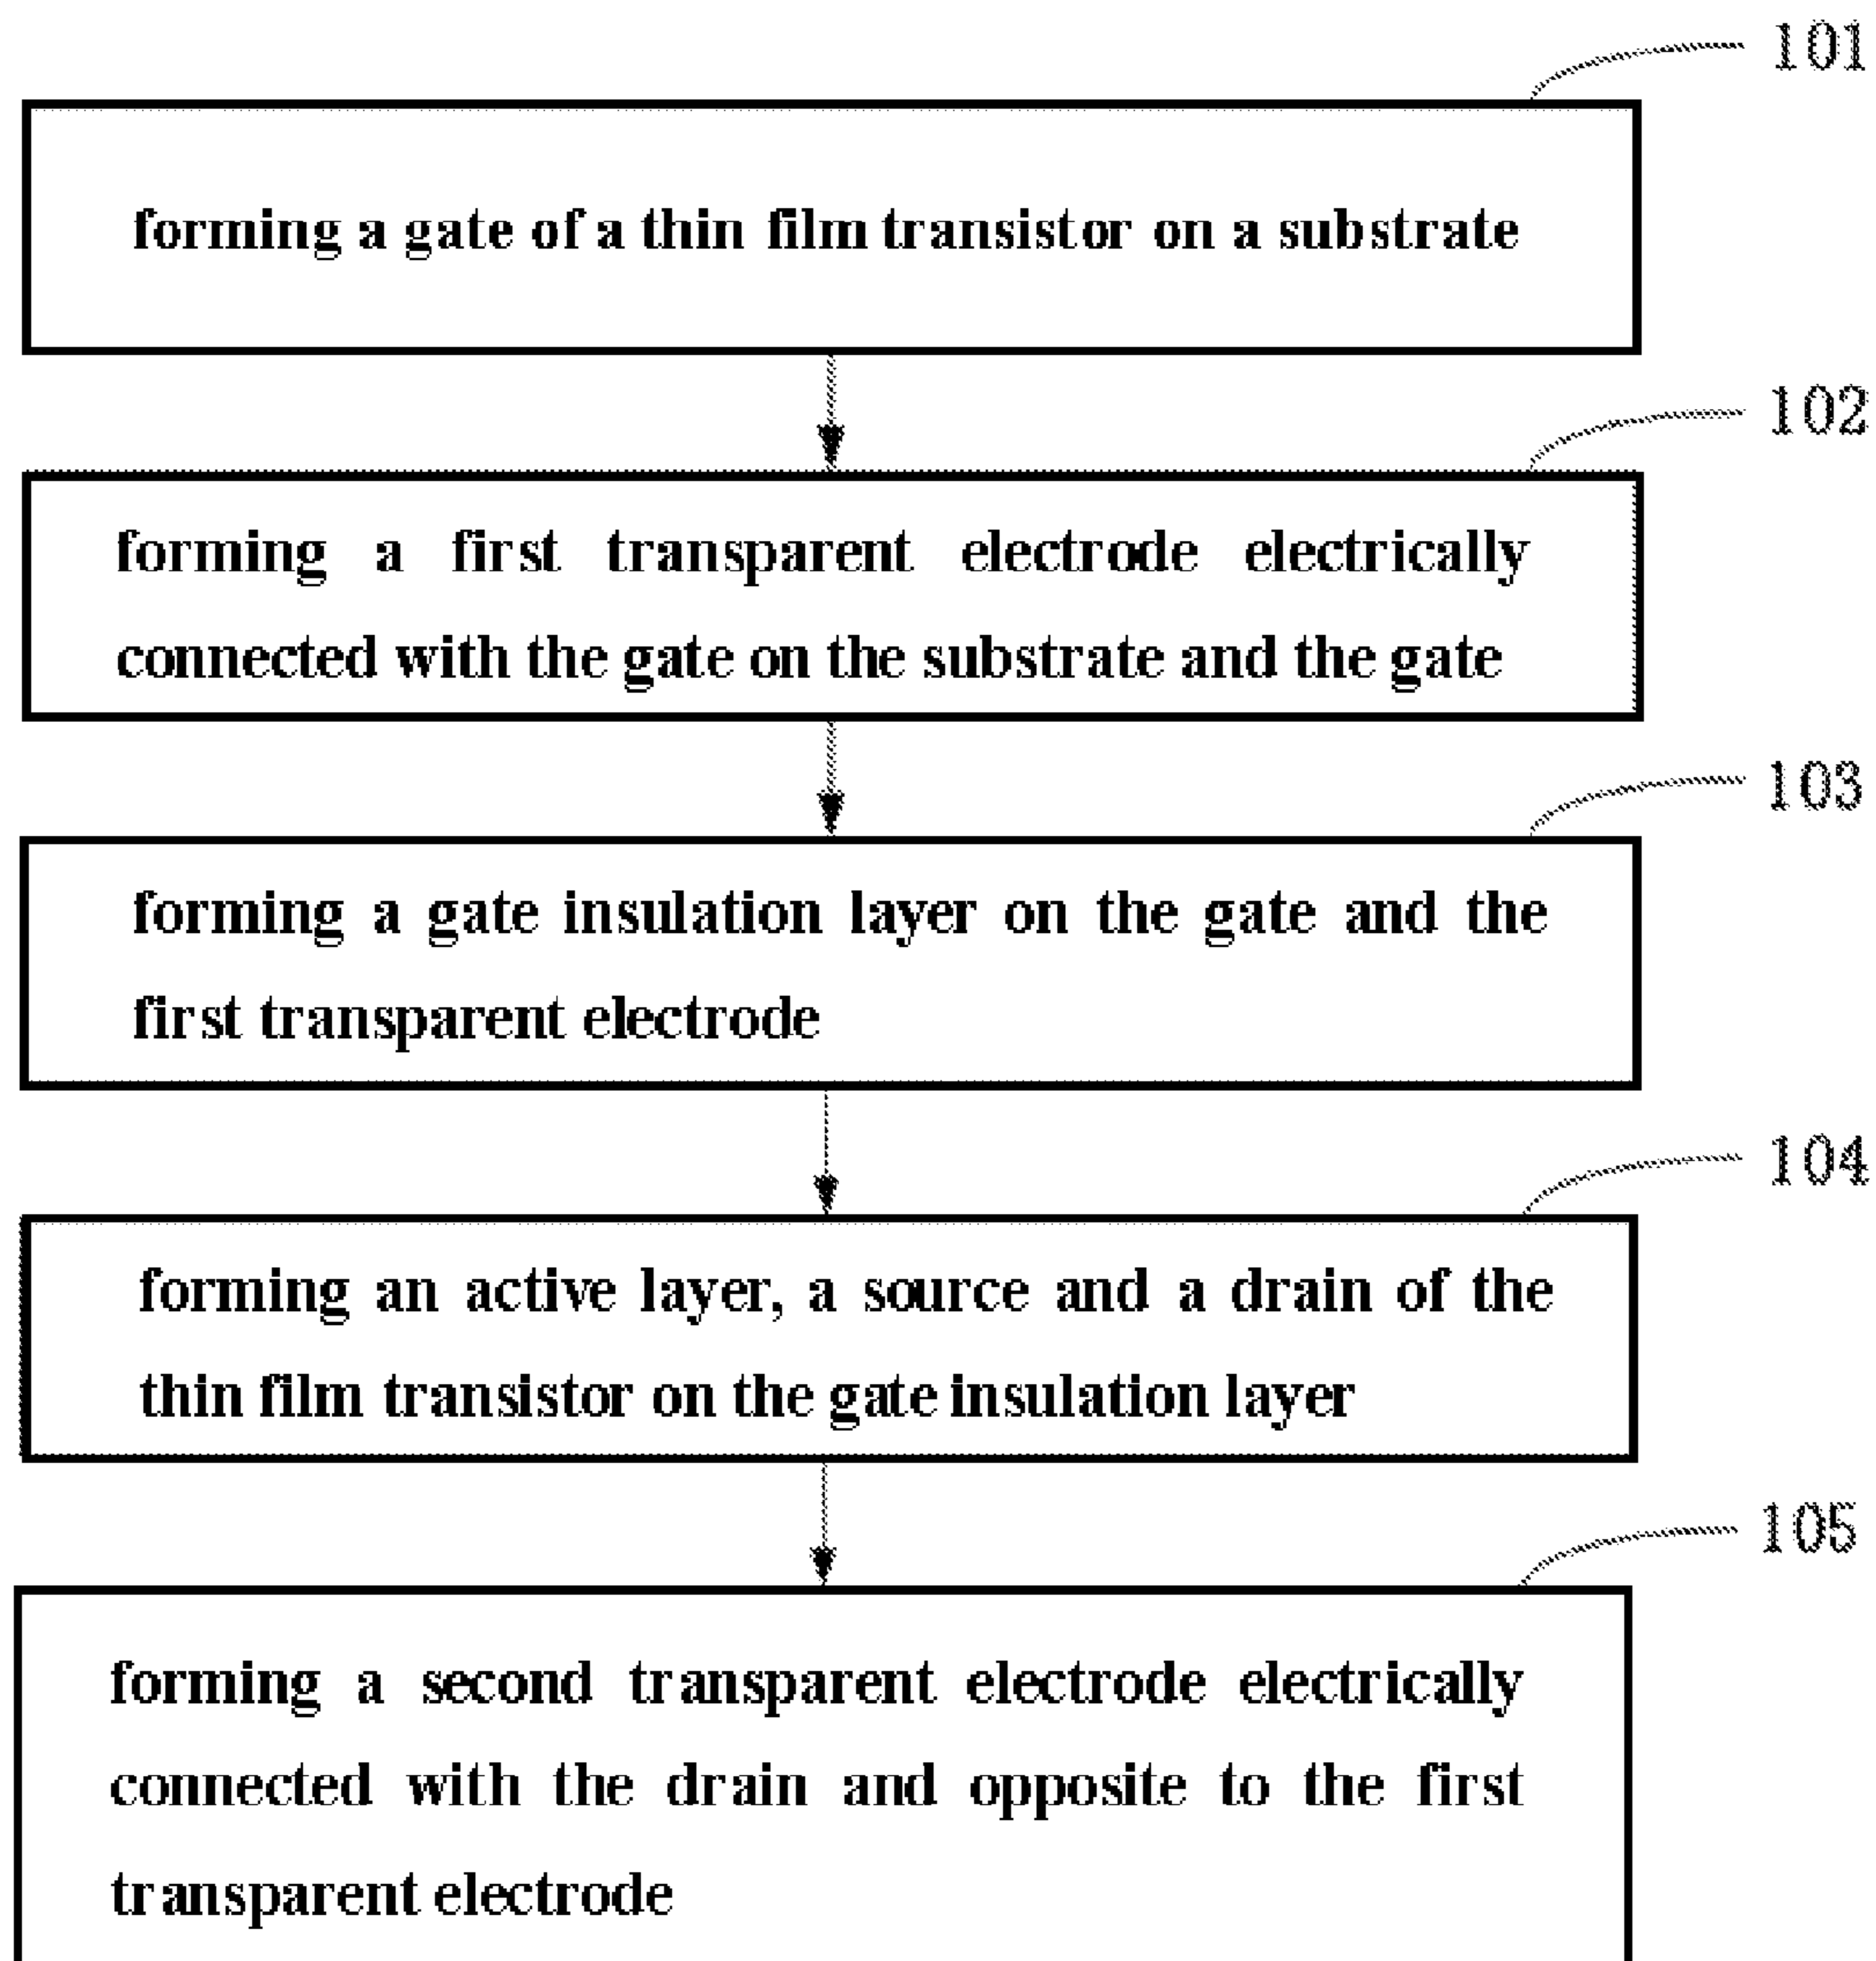 101
forming a gate of a thin film transistor on a substrate
102
forming a first transparent electrode electrically
connected with the gate on the substrate and the gate
103
forming a gate insulation layer on the gate and the
first transparent electrode
104
forming an active layer, a source and a drain of the
thin film transistor on the gate insulation layer
105
forming a second transparent electrode electrically
connected with the drain and opposite to the first
transparent electrode